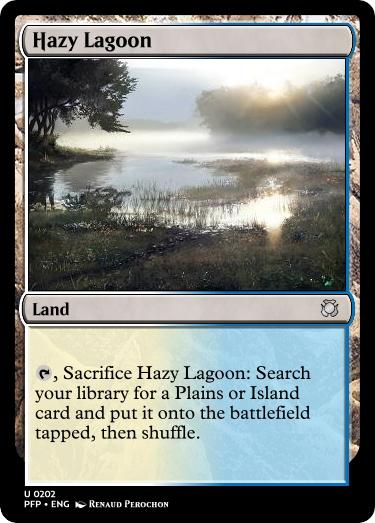 Hazy Lagoon
Land
, Sacrifice Hazy Lagoon: Search
your library for a Plains or Island
card and put it onto the battlefield
tapped, then shuffle.
U 0202
PFP • ENG Renaud Perochon